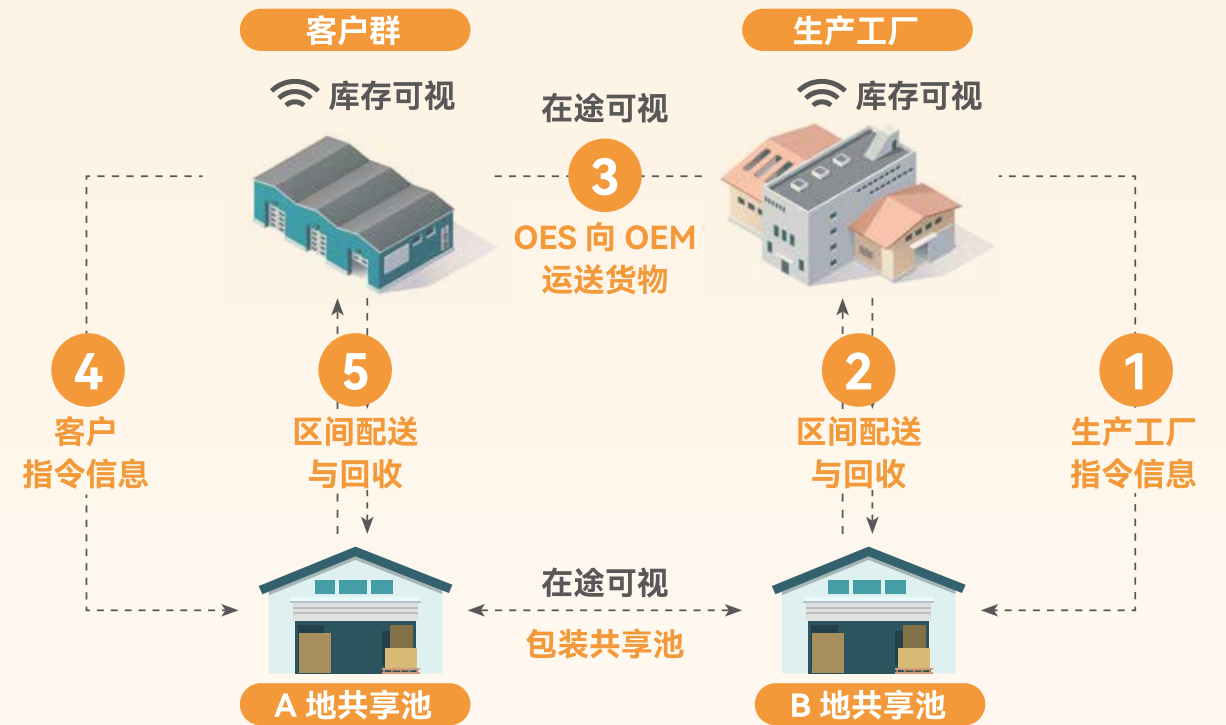 客户群
生产工厂
库存可视
在途可视
库存可视
3
OES 向 OEM
运送货物
4
客户
指令信息
5
区间配送
与回收
2
区间配送
与回收
1
生产工厂
指令信息
在途可视
包装共享池
A 地共享池
B 地共享池